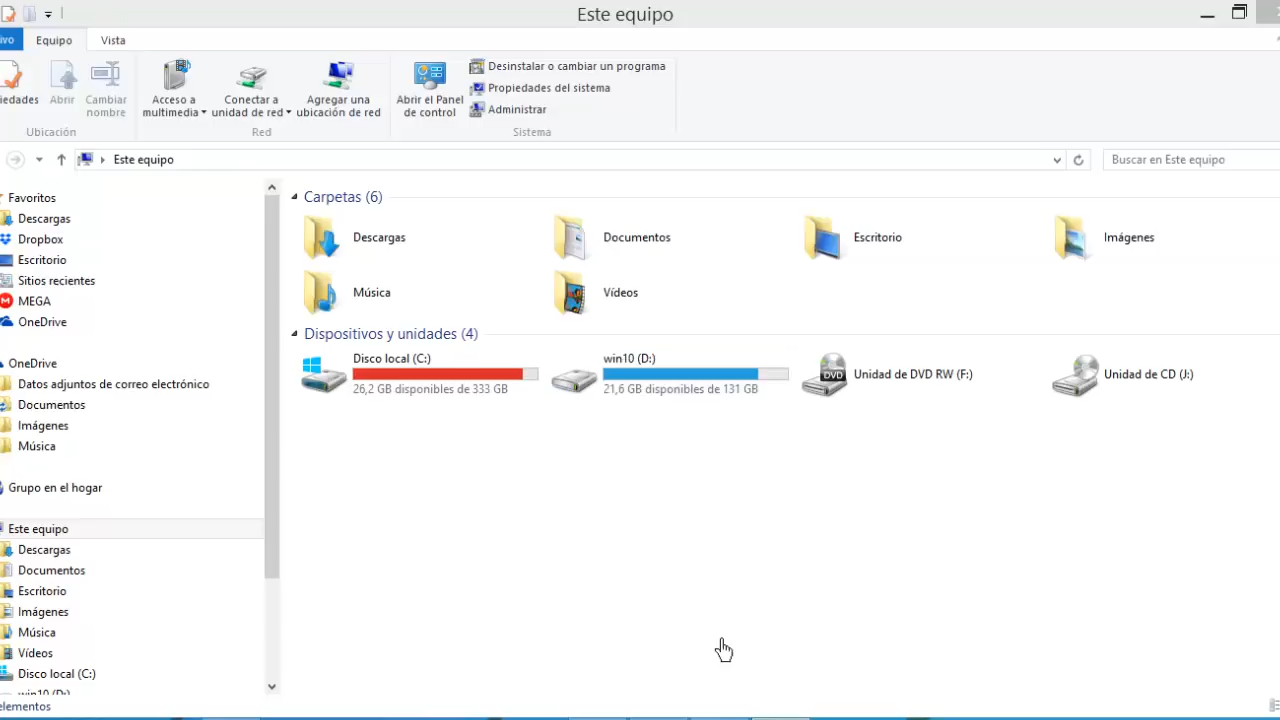 Este equipo
ivo
Equipo
Vista
iedades
Abrir
Cambiar
nombre
Ubicación
Acceso a
multimedia
Conectar a
unidad de red
Agregar una
ubicación de red
Red
Abrir el Panel
de control
Desinstalar o cambiar un programa
Propiedades del sistema
Administrar
Sistema
Este equipo
Buscar en Este equipo
Favoritos
Descargas
Dropbox
Escritorio
Sitios recientes
MEGA
OneDrive
OneDrive
Datos adjuntos de correo electrónico
Documentos
Imágenes
Música
Grupo en el hogar
Este equipo
Descargas
Documentos
Escritorio
Imágenes
Música
Vídeos
Disco local (C:)
win10 (D:)
elementos
Carpetas (6)
Descargas
Documentos
Escritorio
Imágenes
Música
Vídeos
Dispositivos y unidades (4)
Disco local (C:)
26,2 GB disponibles de 333 GB
win10 (D:)
21,6 GB disponibles de 131 GB
DVD
Unidad de DVD RW (F:)
Unidad de CD (J:)